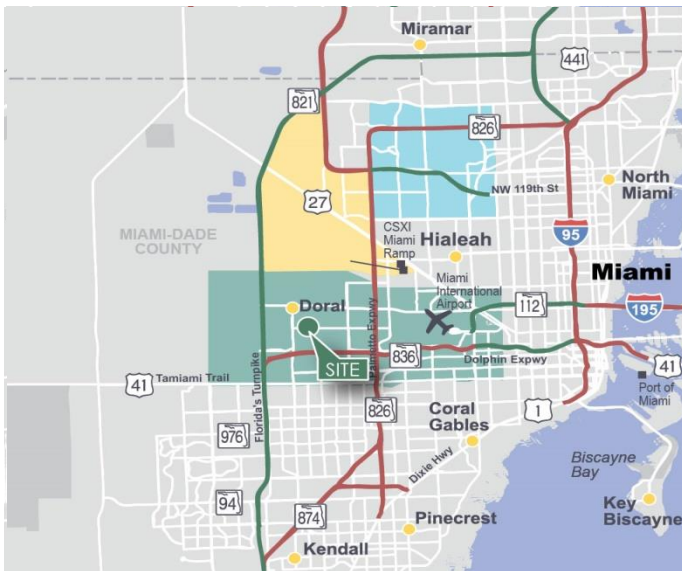 Miramar
441
821
826
NW 119th St
North
Miami
27
MIAMI-DADE
COUNTY
CSXI
Miami
Ramp
Hialeah
95
Miami
Miami
International
Airport
Doral
112
195
Palmetto Expwy
836
Dolphin Expwy
SITE
41
Tamiami Trail
41
Port of
Miami
Florida's Turnpike
826
Coral
Gables
1
976
Dixie Hwy
Biscayne
Bay
94
874
Pinecrest
Key
Biscayne
Kendall